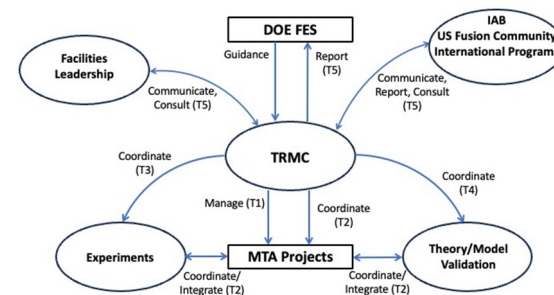 DOE FES
IAB
US Fusion Community
International Program
Facilities
Leadership
Guidance
Report
(T5)
Communicate,
Consult (T5)
Communicate,
Report, Consult
(T5)
TRMC
Coordinate
(T3)
Coordinate
(T4)
Manage (T1)
Coordinate
(T2)
Experiments
MTA Projects
Theory/Model
Validation
Coordinate/
Integrate (T2)
Coordinate/
Integrate (T2)